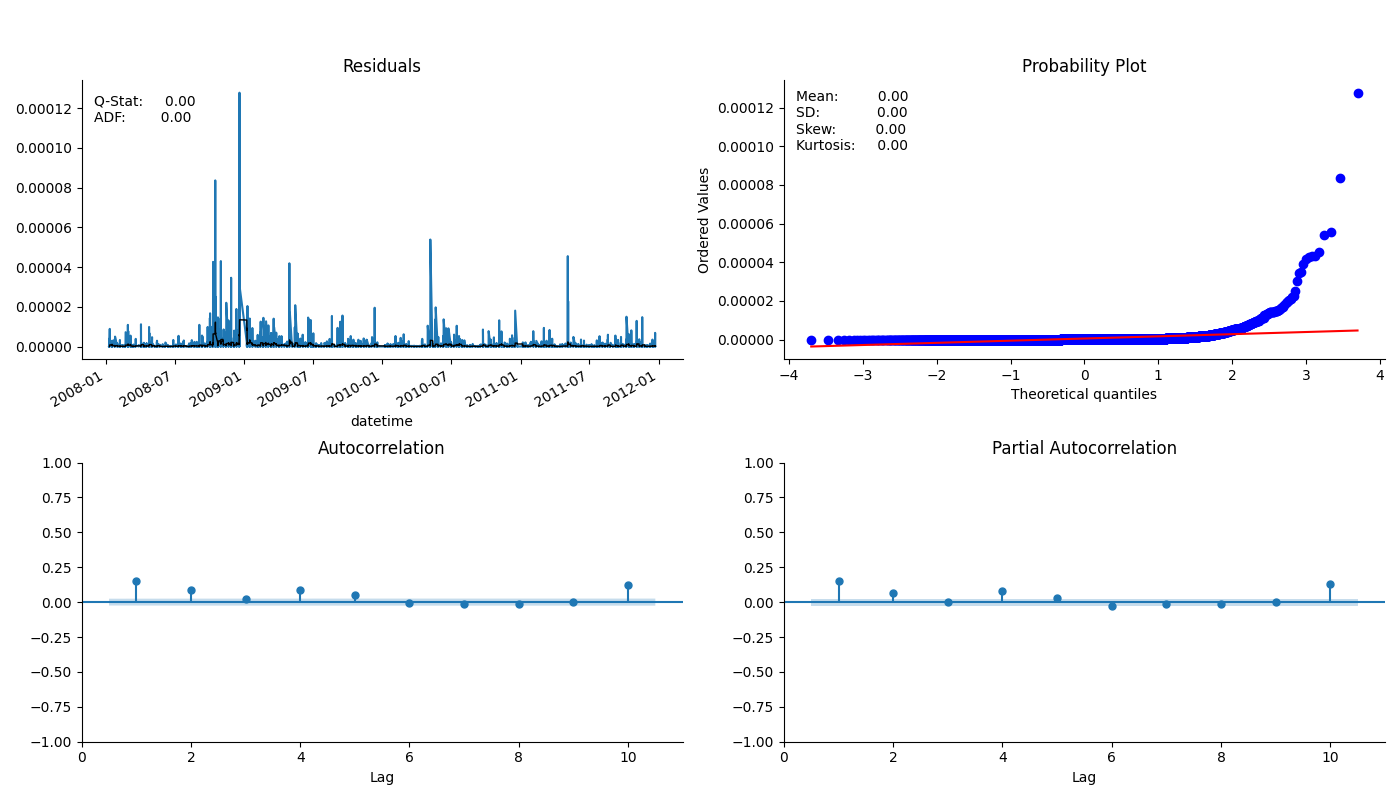 Residuals
Q-Stat: 0.00
ADF: 0.00
0.00012
0.00010
0.00008
0.00006
0.00004
0.00002
0.00000
2008-01 2008-07 2009-01 2009-07 2010-01 2010-07 2011-01 2011-07 2012-01
datetime
Probability Plot
Mean: 0.00
SD: 0.00
Skew: 0.00
Kurtosis: 0.00
Ordered Values
0.00012
0.00010
0.00008
0.00006
0.00004
0.00002
0.00000
−4 −3 −2 −1 0 1 2 3 4
Theoretical quantiles
Autocorrelation
1.00
0.75
0.50
0.25
0.00
−0.25
−0.50
−0.75
−1.00
0 2 4 6 8 10
Lag
Partial Autocorrelation
1.00
0.75
0.50
0.25
0.00
−0.25
−0.50
−0.75
−1.00
0 2 4 6 8 10
Lag